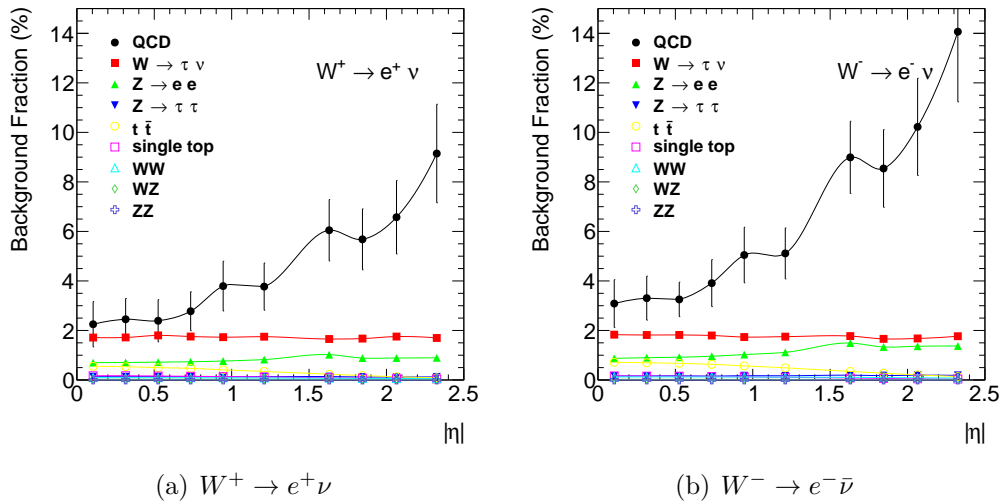 Background Fraction (%)
16
14
12
10
8
6
4
2
0
QCD
W → τ ν
Z → e e
Z → τ τ
t t̄
single top
WW
WZ
ZZ
W⁺ → e⁺ ν
0 0.5 1 1.5 2 2.5
|η|
(a) W⁺ → e⁺ν
Background Fraction (%)
14
12
10
8
6
4
2
0
QCD
W → τ ν
Z → e e
Z → τ τ
t t̄
single top
WW
WZ
ZZ
W⁻ → e⁻ ν
0 0.5 1 1.5 2 2.5
|η|
(b) W⁻ → e⁻ν̄